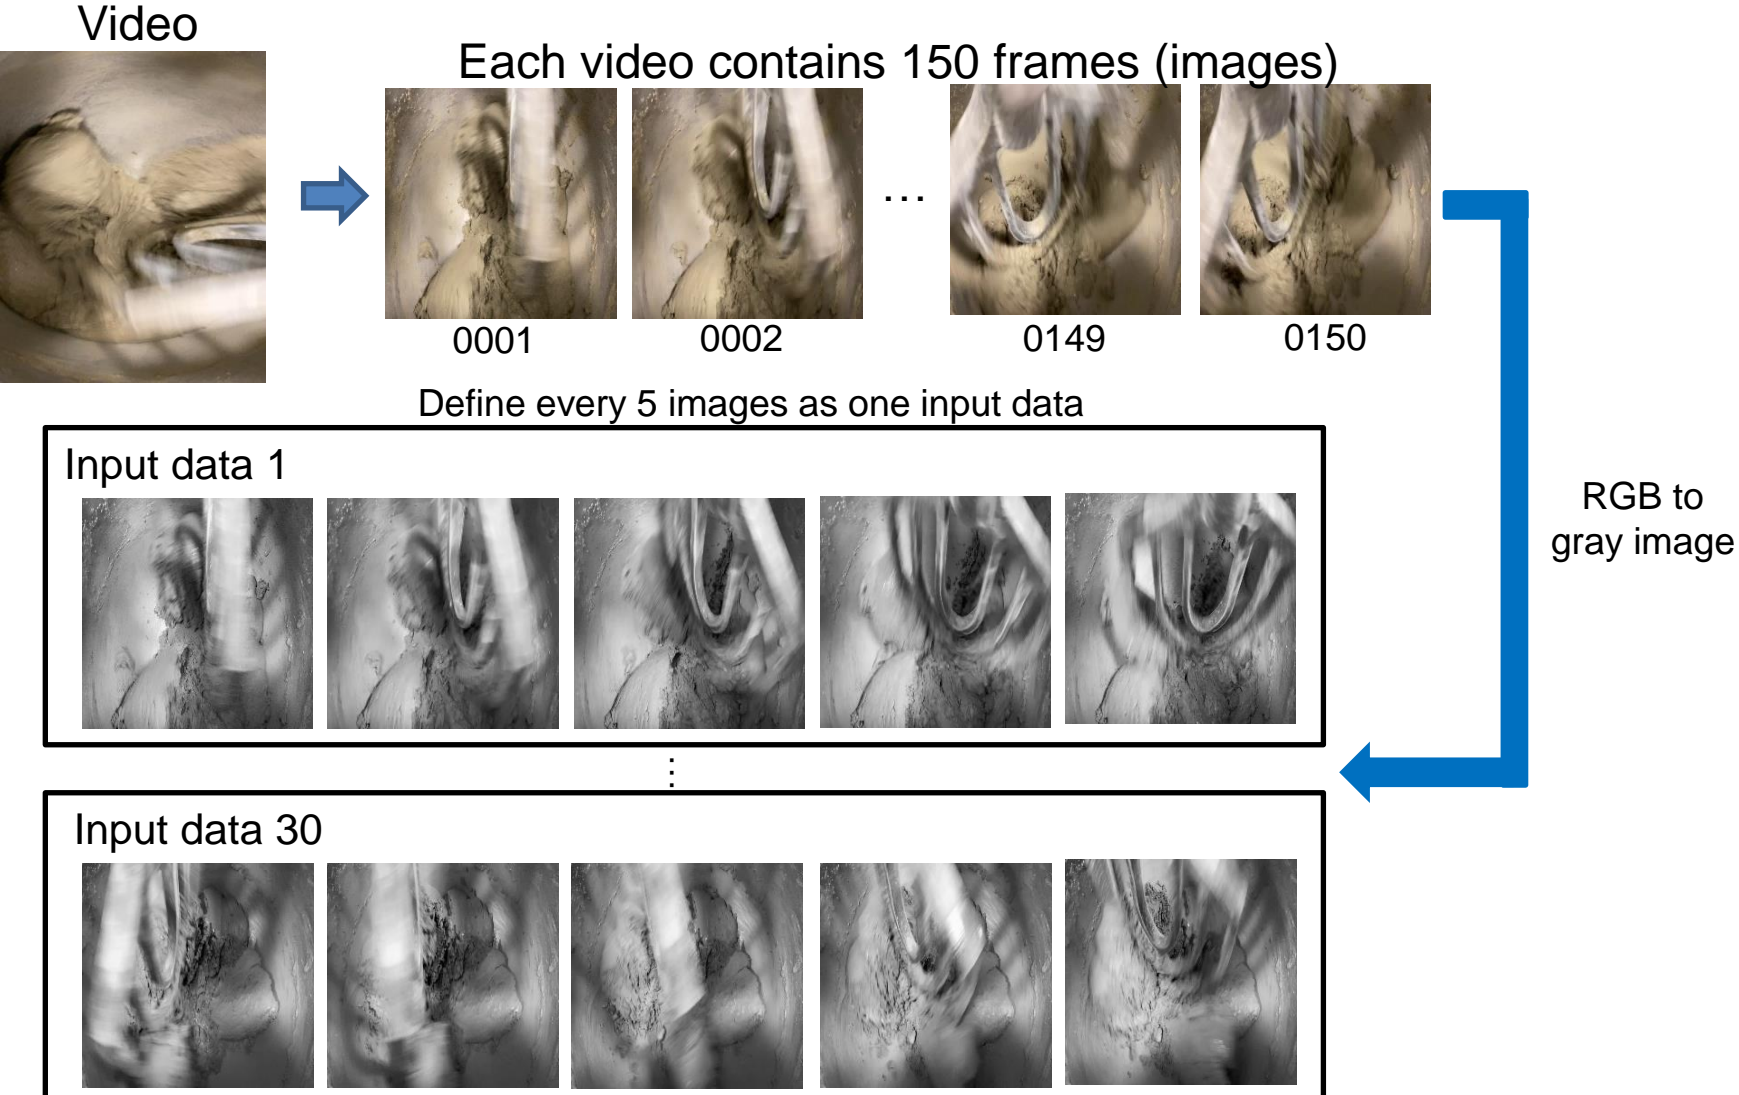 Video
Each video contains 150 frames (images)
...
0001
0002
0149
0150
Define every 5 images as one input data
Input data 1
RGB to
gray image
...
Input data 30